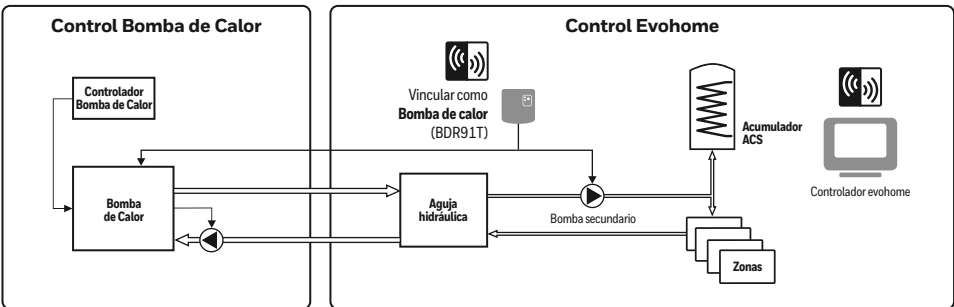 Control Bomba de Calor
Control Evohome
Controlador
Bomba de Calor
Vincular como
Bomba de calor
(BDR91T)
Acumulador
ACS
Controlador evohome
Bomba
de Calor
Aguja
hidráulica
Bomba secundario
Zonas